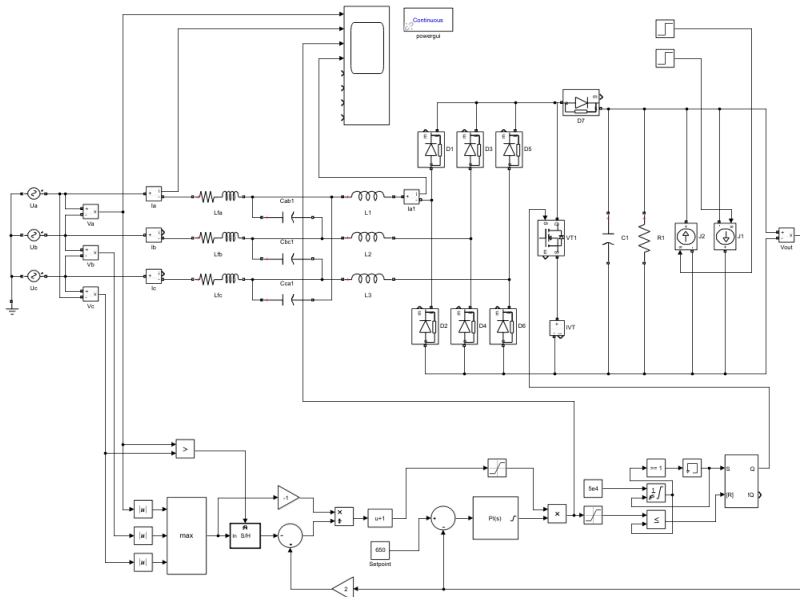 Continuous
powergui
D7
D1
D3
D5
Ua
Va
Ia
Lfa
Cab1
L1
Ia1
Ub
Vb
Ib
Lfb
Cbc1
L2
VT1
C1
R1
J2
J1
Vout
Uc
Vc
Ic
Lfc
Cca1
L3
D2
D4
D6
IVT
>
|u|
|u|
|u|
max
In S/H
-1
×
÷
u+1
650
Setpoint
PI(s)
×
5e4
>= 1
≤
S Q
[R] !Q
2